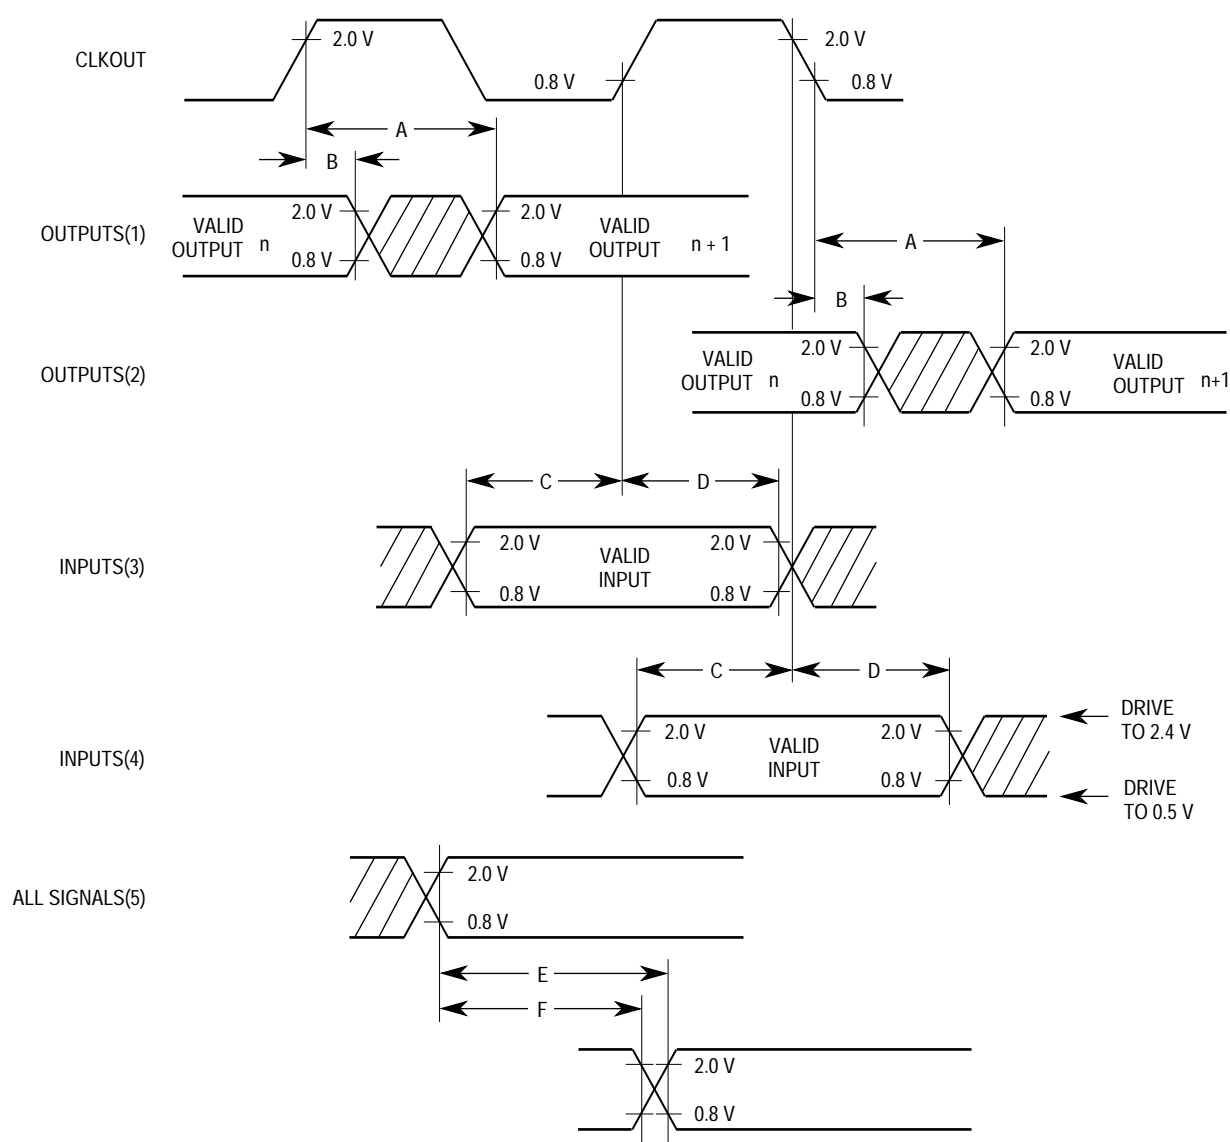 CLKOUT
2.0 V
0.8 V
2.0 V
0.8 V
A
B
OUTPUTS(1)
VALID
OUTPUT n
2.0 V
0.8 V
2.0 V
0.8 V
VALID
OUTPUT n + 1
A
B
OUTPUTS(2)
VALID
OUTPUT n
2.0 V
0.8 V
2.0 V
0.8 V
VALID
OUTPUT n+1
C
D
INPUTS(3)
2.0 V
0.8 V
VALID
INPUT
2.0 V
0.8 V
C
D
INPUTS(4)
2.0 V
0.8 V
VALID
INPUT
2.0 V
0.8 V
DRIVE
TO 2.4 V
DRIVE
TO 0.5 V
ALL SIGNALS(5)
2.0 V
0.8 V
E
F
2.0 V
0.8 V